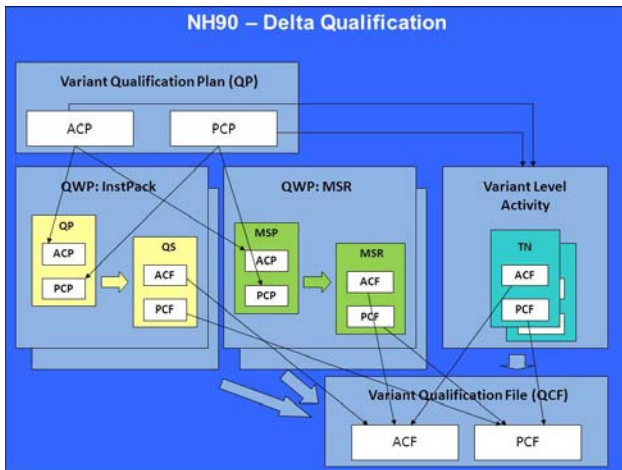 NH90 – Delta Qualification
Variant Qualification Plan (QP)
ACP
PCP
QWP: InstPack
QP
ACP
PCP
QS
ACF
PCF
QWP: MSR
MSP
ACP
PCP
MSR
ACF
PCF
Variant Level
Activity
TN
ACF
PCF
Variant Qualification File (QCF)
ACF
PCF